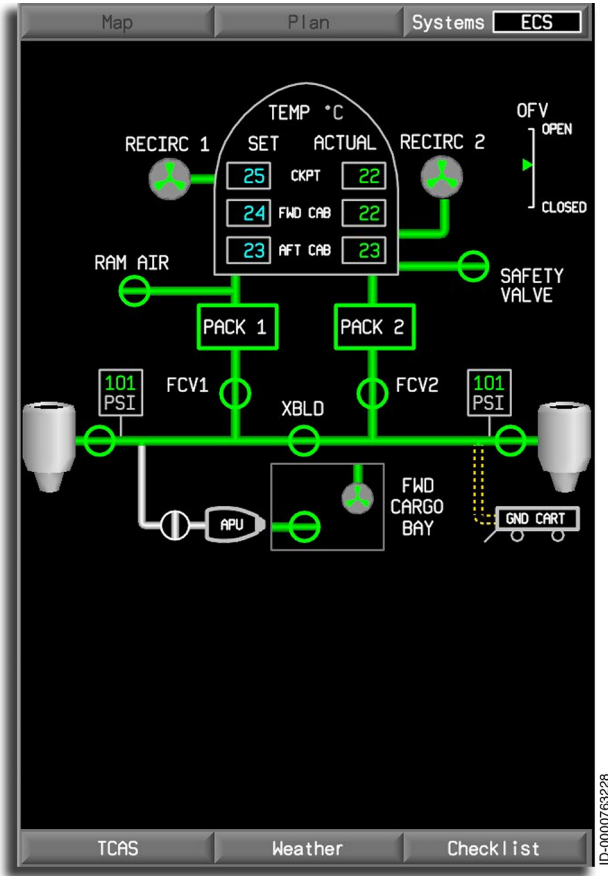 Map
Plan
Systems ECS
TEMP °C
SET ACTUAL
RECIRC 1
RECIRC 2
OFV
OPEN
CLOSED
25 CKPT 22
24 FWD CAB 22
23 AFT CAB 23
RAM AIR
SAFETY
VALVE
PACK 1
PACK 2
101
PSI
FCV1
FCV2
101
PSI
XBLD
FWD
CARGO
BAY
APU
GND CART
TCAS
Weather
Checklist
ID-0000763228